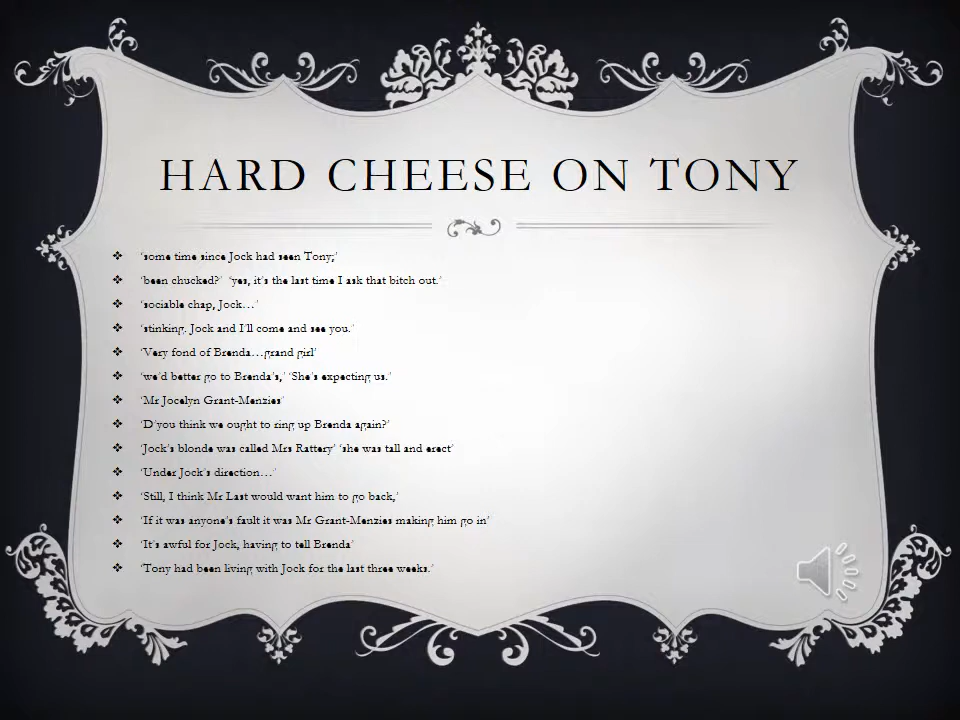 HARD CHEESE ON TONY
‘some time since Jock had seen Tony;’
‘been chucked?’ ‘yes, it’s the last time I ask that bitch out.’
‘sociable chap, Jock…’
‘stinking. Jock and I’ll come and see you.’
‘Very fond of Brenda…grand girl’
‘we’d better go to Brenda’s,’ ‘She’s expecting us.’
‘Mr Jocelyn Grant-Menzies’
‘D’you think we ought to ring up Brenda again?’
‘Jock’s blonde was called Mrs Rattery’ ‘she was tall and erect’
‘Under Jock’s direction…’
‘Still, I think Mr Last would want him to go back,’
‘If it was anyone’s fault it was Mr Grant-Menzies making him go in’
‘It’s awful for Jock, having to tell Brenda’
‘Tony had been living with Jock for the last three weeks.’